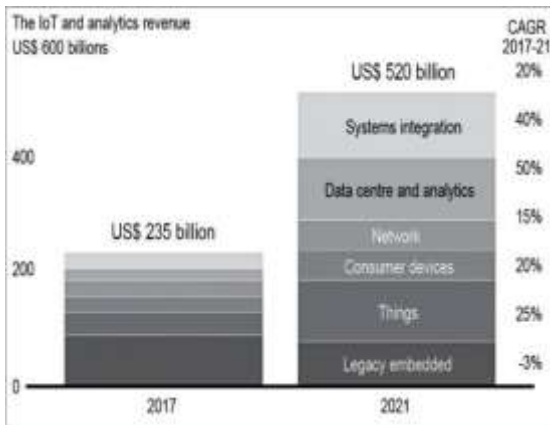 The IoT and analytics revenue
US$ 600 billions
CAGR
2017-21
US$ 520 billion
20%
Systems integration
40%
400
50%
Data centre and analytics
15%
US$ 235 billion
Network
200
Consumer devices
20%
Things
25%
Legacy embedded
-3%
0
2017
2021